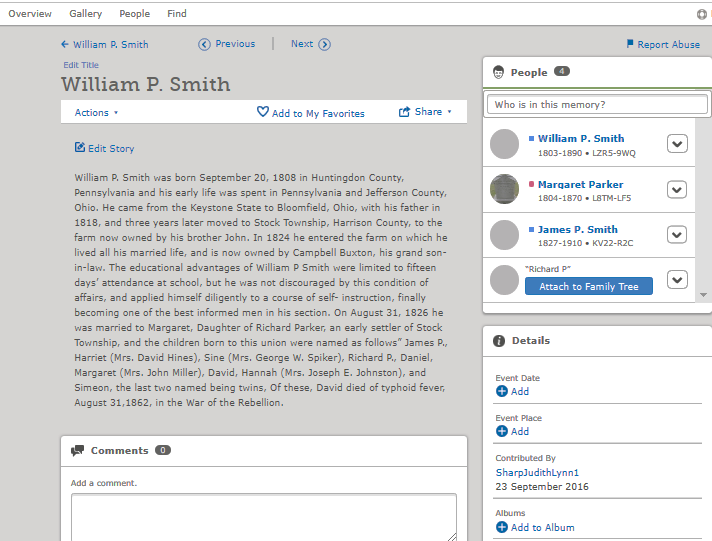 Overview Gallery People Find
William P. Smith Previous Next Report Abuse
Edit Title
William P. Smith
Actions Add to My Favorites Share
Edit Story
William P. Smith was born September 20, 1808 in Huntingdon County,
Pennsylvania and his early life was spent in Pennsylvania and Jefferson County,
Ohio. He came from the Keystone State to Bloomfield, Ohio, with his father in
1818, and three years later moved to Stock Township, Harrison County, to the
farm now owned by his brother John. In 1824 he entered the farm on which he
lived all his married life, and is now owned by Campbell Buxton, his grand son-
in-law. The educational advantages of William P Smith were limited to fifteen
days' attendance at school, but he was not discouraged by this condition of
affairs, and applied himself diligently to a course of self- instruction, finally
becoming one of the best informed men in his section. On August 31, 1826 he
was married to Margaret, Daughter of Richard Parker, an early settler of Stock
Township, and the children born to this union were named as follows" James P.,
Harriet (Mrs. David Hines), Sine (Mrs. George W. Spiker), Richard P., Daniel,
Margaret (Mrs. John Miller), David, Hannah (Mrs. Joseph E. Johnston), and
Simeon, the last two named being twins, Of these, David died of typhoid fever,
August 31,1862, in the War of the Rebellion.
Comments 0
Add a comment.
People 4
Who is in this memory?
William P. Smith
1803-1890 • LZR5-9WQ
Margaret Parker
1804-1870 • L8TM-LF5
James P. Smith
1827-1910 • KV22-R2C
"Richard P"
Attach to Family Tree
Details
Event Date
Add
Event Place
Add
Contributed By
SharpJudithLynn1
23 September 2016
Albums
Add to Album